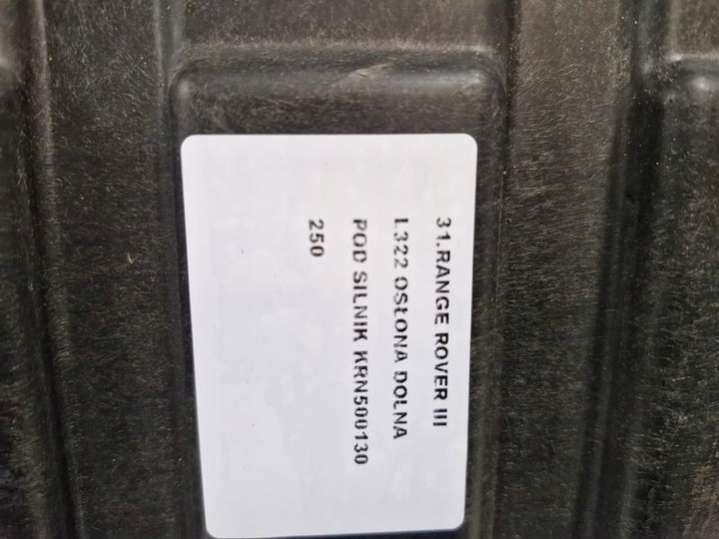 31.RANGE ROVER III
L322 OSŁONA DOLNA
POD SILNIK KRN500130
250